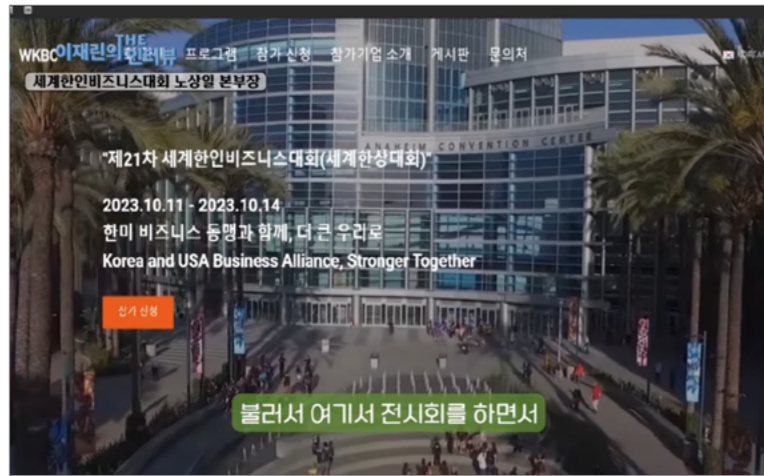 WKBC 이재린의 THE 인터뷰 프로그램 참가 신청 참가기업 소개 게시판 문의처
세계한인비즈니스대회 노상일 본부장
ANAHEIM CONVENTION CENTER
"제21차 세계한인비즈니스대회(세계한상대회)"
2023.10.11 - 2023.10.14
한미 비즈니스 동맹과 함께, 더 큰 우리로
Korea and USA Business Alliance, Stronger Together
참가 신청
불러서 여기서 전시회를 하면서